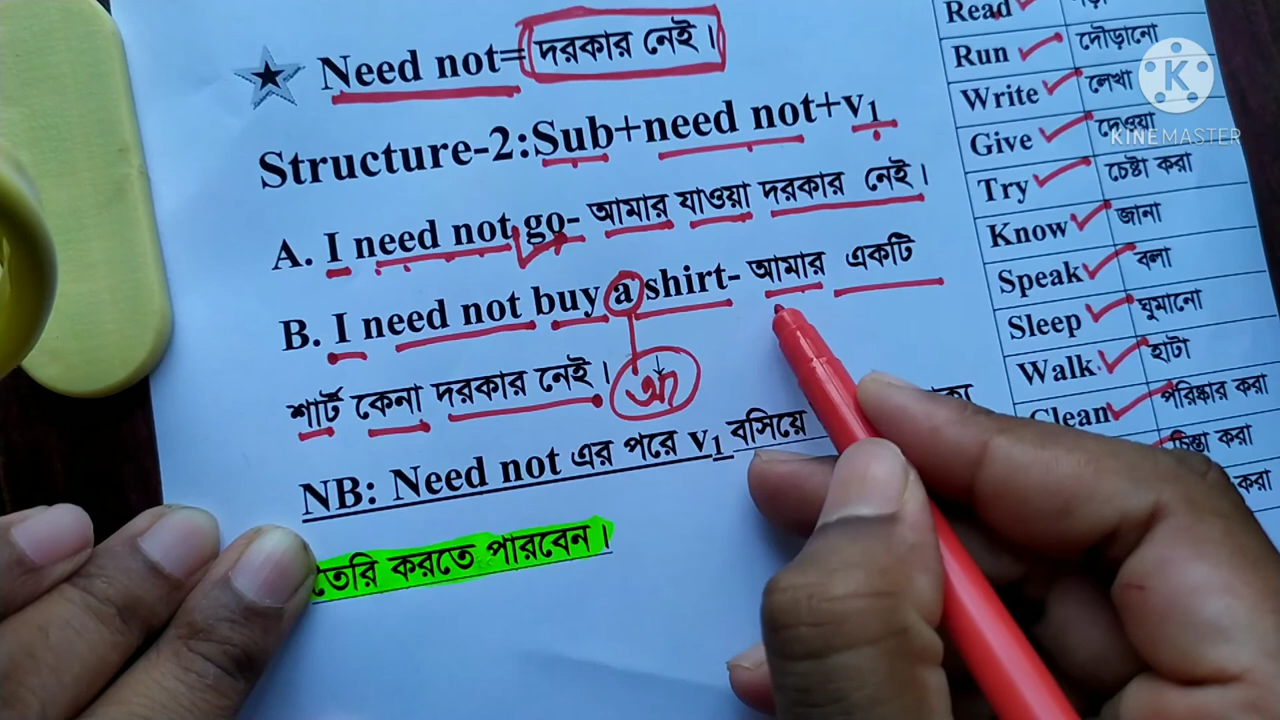 Need not= দরকার নেই।
Structure-2:Sub+need not+v1
A. I need not go- আমার যাওয়া দরকার নেই।
B. I need not buy a shirt- আমার একটি
শার্ট কেনা দরকার নেই।
অ্যা
NB: Need not এর পরে v1 বসিয়ে
তৈরি করতে পারবেন।
Read
Run দৌড়ানো
Write লেখা
Give দেওয়া
Try চেষ্টা করা
Know জানা
Speak বলা
Sleep ঘুমানো
Walk হাটা
Clean পরিষ্কার করা
চিন্তা করা
করা
K
KINEMASTER